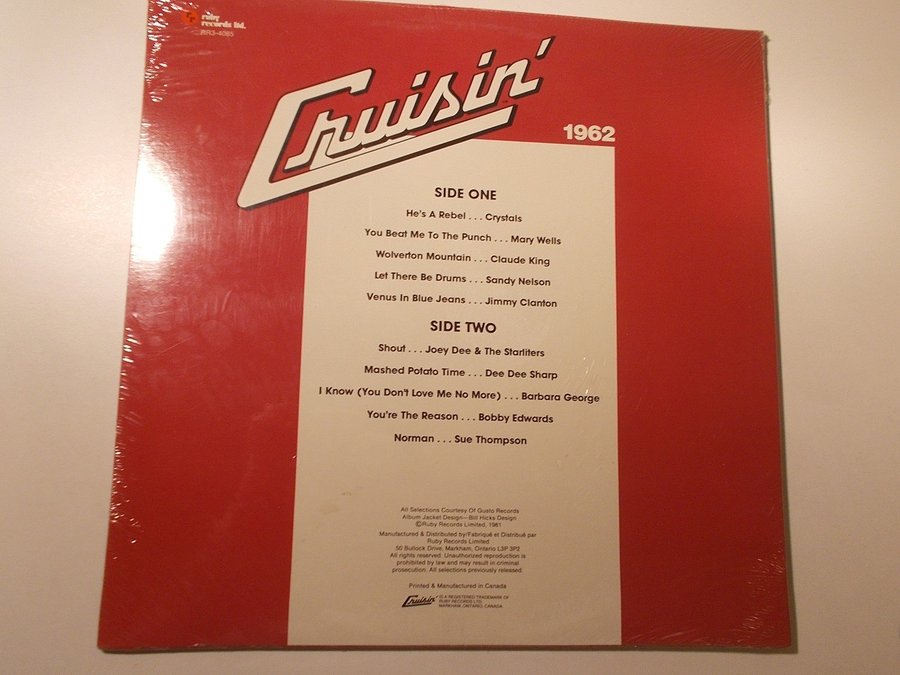 ruby
records ltd.
RR3-4085
Cruisin'
1962
SIDE ONE
He's A Rebel . . . Crystals
You Beat Me To The Punch . . . Mary Wells
Wolverton Mountain . . . Claude King
Let There Be Drums . . . Sandy Nelson
Venus In Blue Jeans . . . Jimmy Clanton
SIDE TWO
Shout . . . Joey Dee & The Starliters
Mashed Potato Time . . . Dee Dee Sharp
I Know (You Don't Love Me No More) . . . Barbara George
You're The Reason . . . Bobby Edwards
Norman . . . Sue Thompson
All Selections Courtesy Of Gusto Records
Album Jacket Design—Bill Hicks Design
©Ruby Records Limited, 1981
Manufactured & Distributed by/Fabriqué et Distribué par
Ruby Records Limited
50 Bullock Drive, Markham, Ontario L3P 3P2
All rights reserved. Unauthorized reproduction is
prohibited by law and may result in criminal
prosecution. All selections previously released.
Printed & Manufactured in Canada
Cruisin' IS A REGISTERED TRADEMARK OF
RUBY RECORDS LTD.
MARKHAM, ONTARIO, CANADA